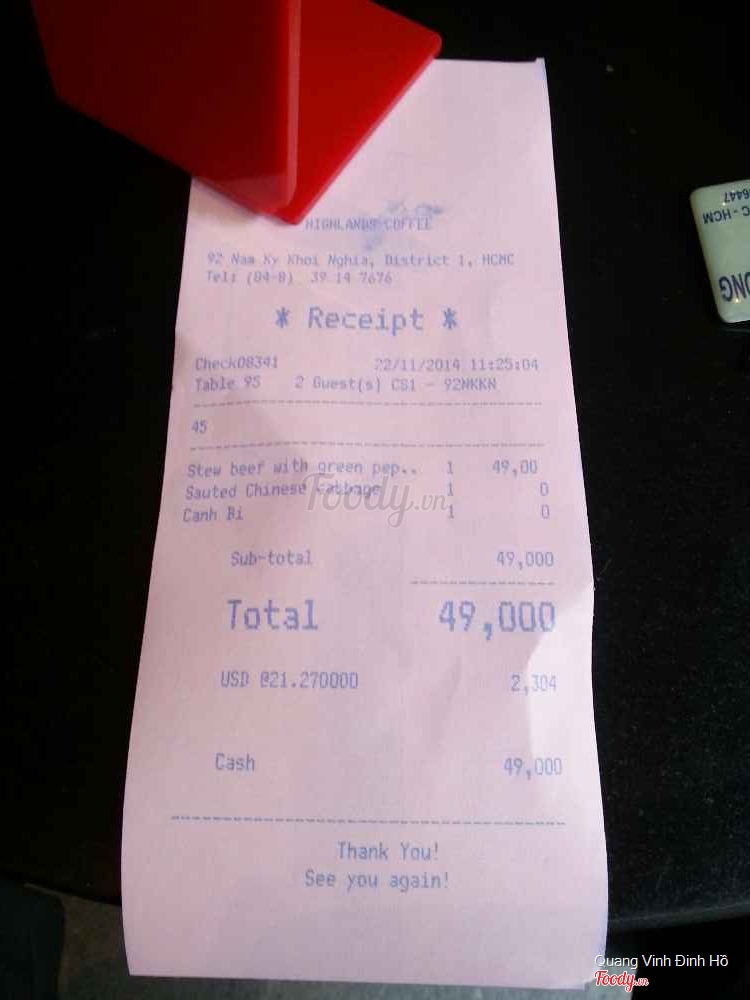 HIGHLANDS COFFEE
92 Nam Ky Khoi Nghia, District 1, HCMC
Tel: (84-8) 39 14 7676
* Receipt *
Check08341 22/11/2014 11:25:04
Table 95 2 Guest(s) CS1 - 92NKKN
45
Stew beef with green pep.. 1 49,00
Sauted Chinese cabbage 1 0
Canh Bi 1 0
Sub-total 49,000
Total 49,000
USD @21.270000 2,304
Cash 49,000
Thank You!
See you again!
Foody.vn
6447
C - HCM
ONG
Quang Vinh Đinh Hồ
Foody.vn